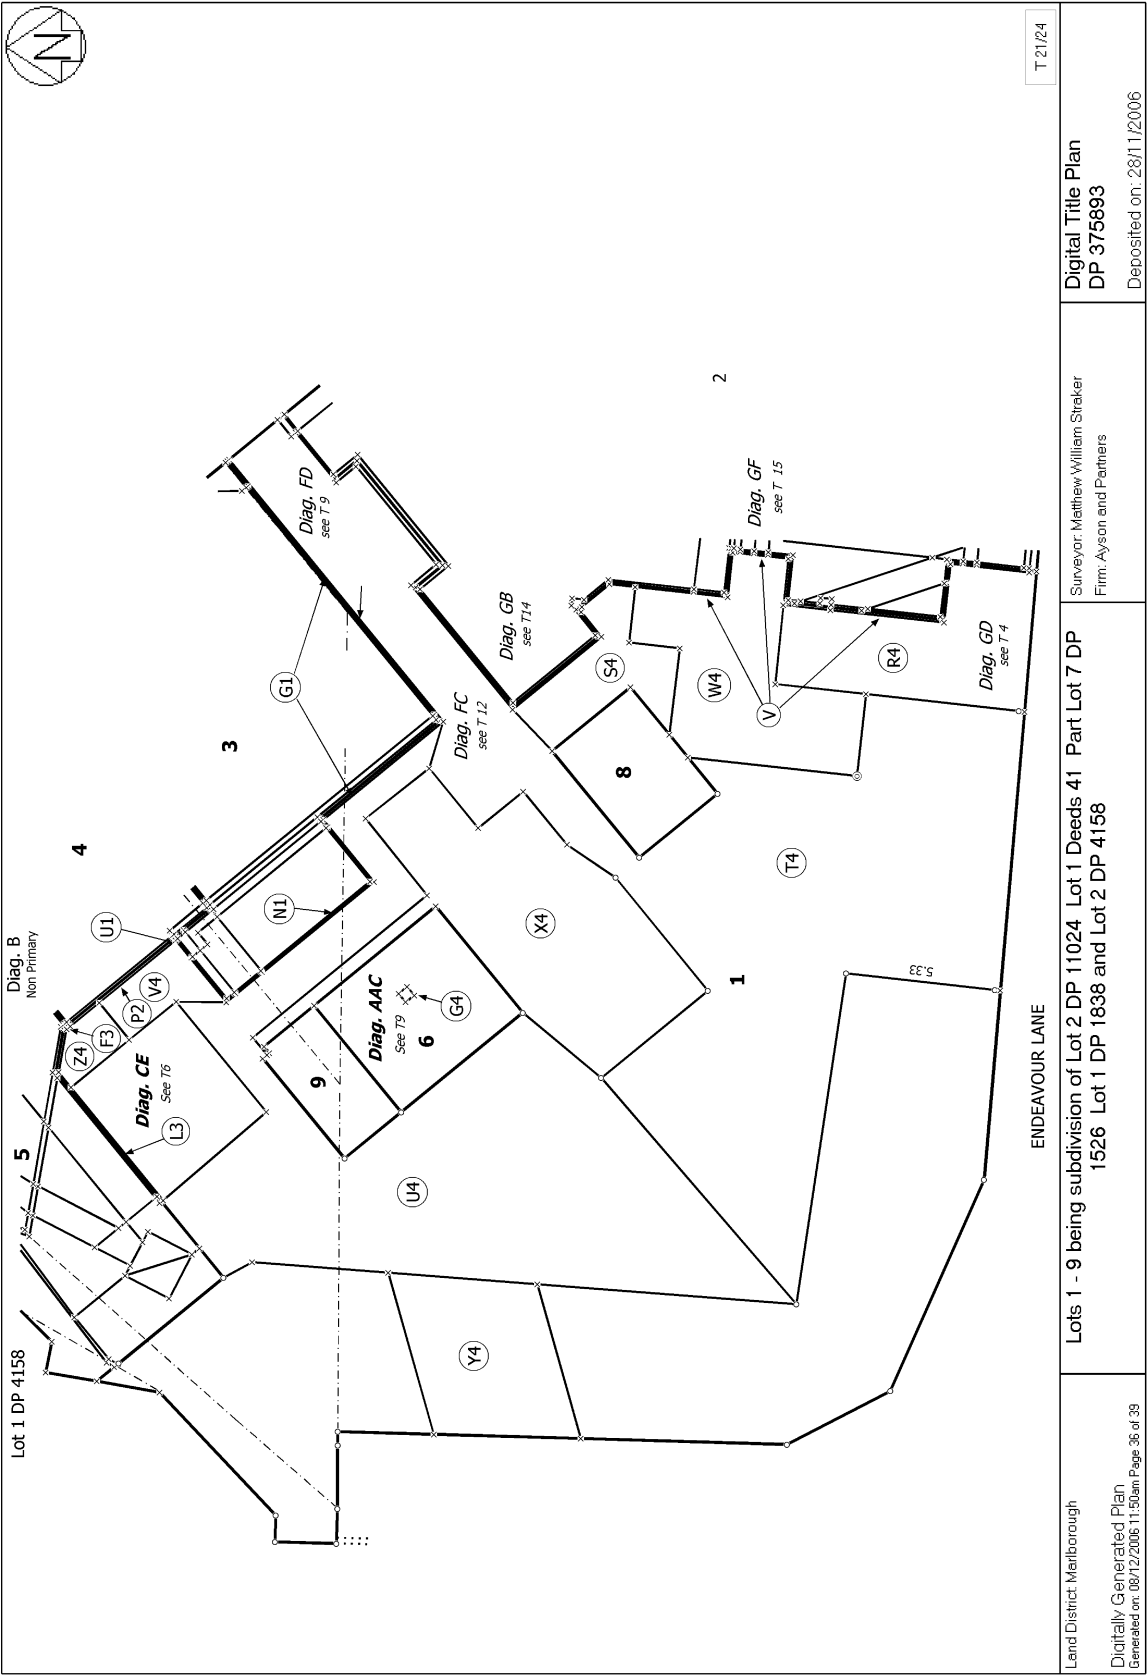 Lot 1 DP 4158
5
Diag. B
Non Primary
4
3
Z4
F3
P2
V4
U1
G1
L3
Diag. CE
See T6
N1
Diag. FD
see T 9
9
Diag. AAC
See T9
6
G4
Diag. FC
see T 12
Diag. GB
see T14
U4
Y4
X4
S4
8
W4
V
Diag. GF
see T 15
2
T4
1
R4
5.33
Diag. GD
see T 4
ENDEAVOUR LANE
N
T 21/24
Land District: Marlborough
Digitally Generated Plan
Generated on: 08/12/2006 11:50am Page 36 of 39
Lots 1 - 9 being subdivision of Lot 2 DP 11024 Lot 1 Deeds 41 Part Lot 7 DP
1526 Lot 1 DP 1838 and Lot 2 DP 4158
Surveyor: Matthew William Straker
Firm: Ayson and Partners
Digital Title Plan
DP 375893
Deposited on: 28/11/2006